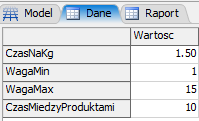 Model Dane Raport
Wartosc
CzasNaKg 1.50
WagaMin 1
WagaMax 15
CzasMiedzyProduktami 10